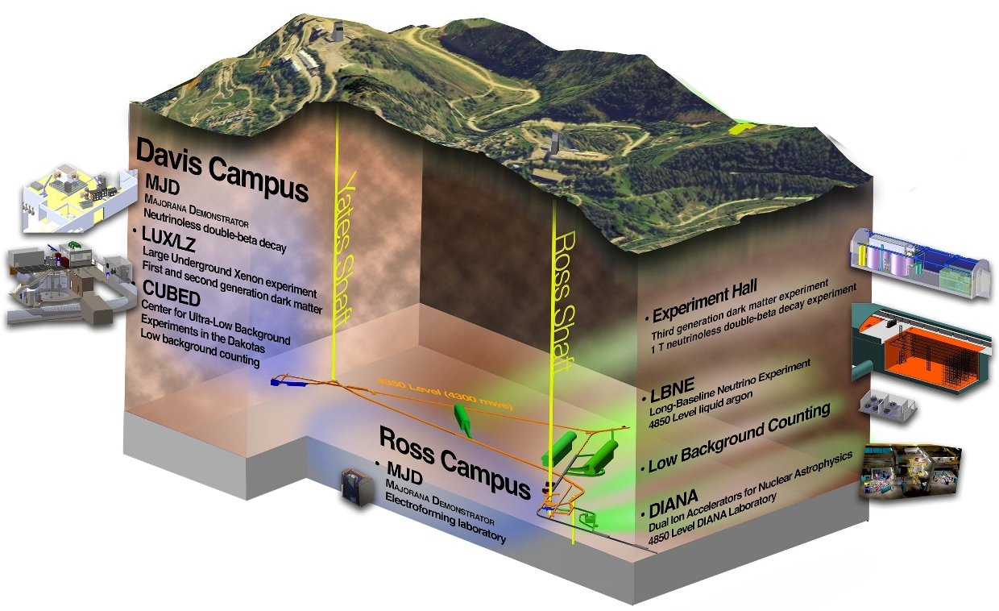 Davis Campus
MJD
MAJORANA DEMONSTRATOR
Neutrinoless double-beta decay
• LUX/LZ
Large Underground Xenon experiment
First and second generation dark matter
CUBED
Center for Ultra-Low Background
Experiments in the Dakotas
Low background counting
Yates Shaft
Ross Shaft
4850 Level (4300 mwe)
Ross Campus
• MJD
MAJORANA DEMONSTRATOR
Electroforming laboratory
• Experiment Hall
Third generation dark matter experiment
1 T neutrinoless double-beta decay experiment
• LBNE
Long-Baseline Neutrino Experiment
4850 Level liquid argon
• Low Background Counting
• DIANA
Dual Ion Accelerators for Nuclear Astrophysics
4850 Level DIANA Laboratory